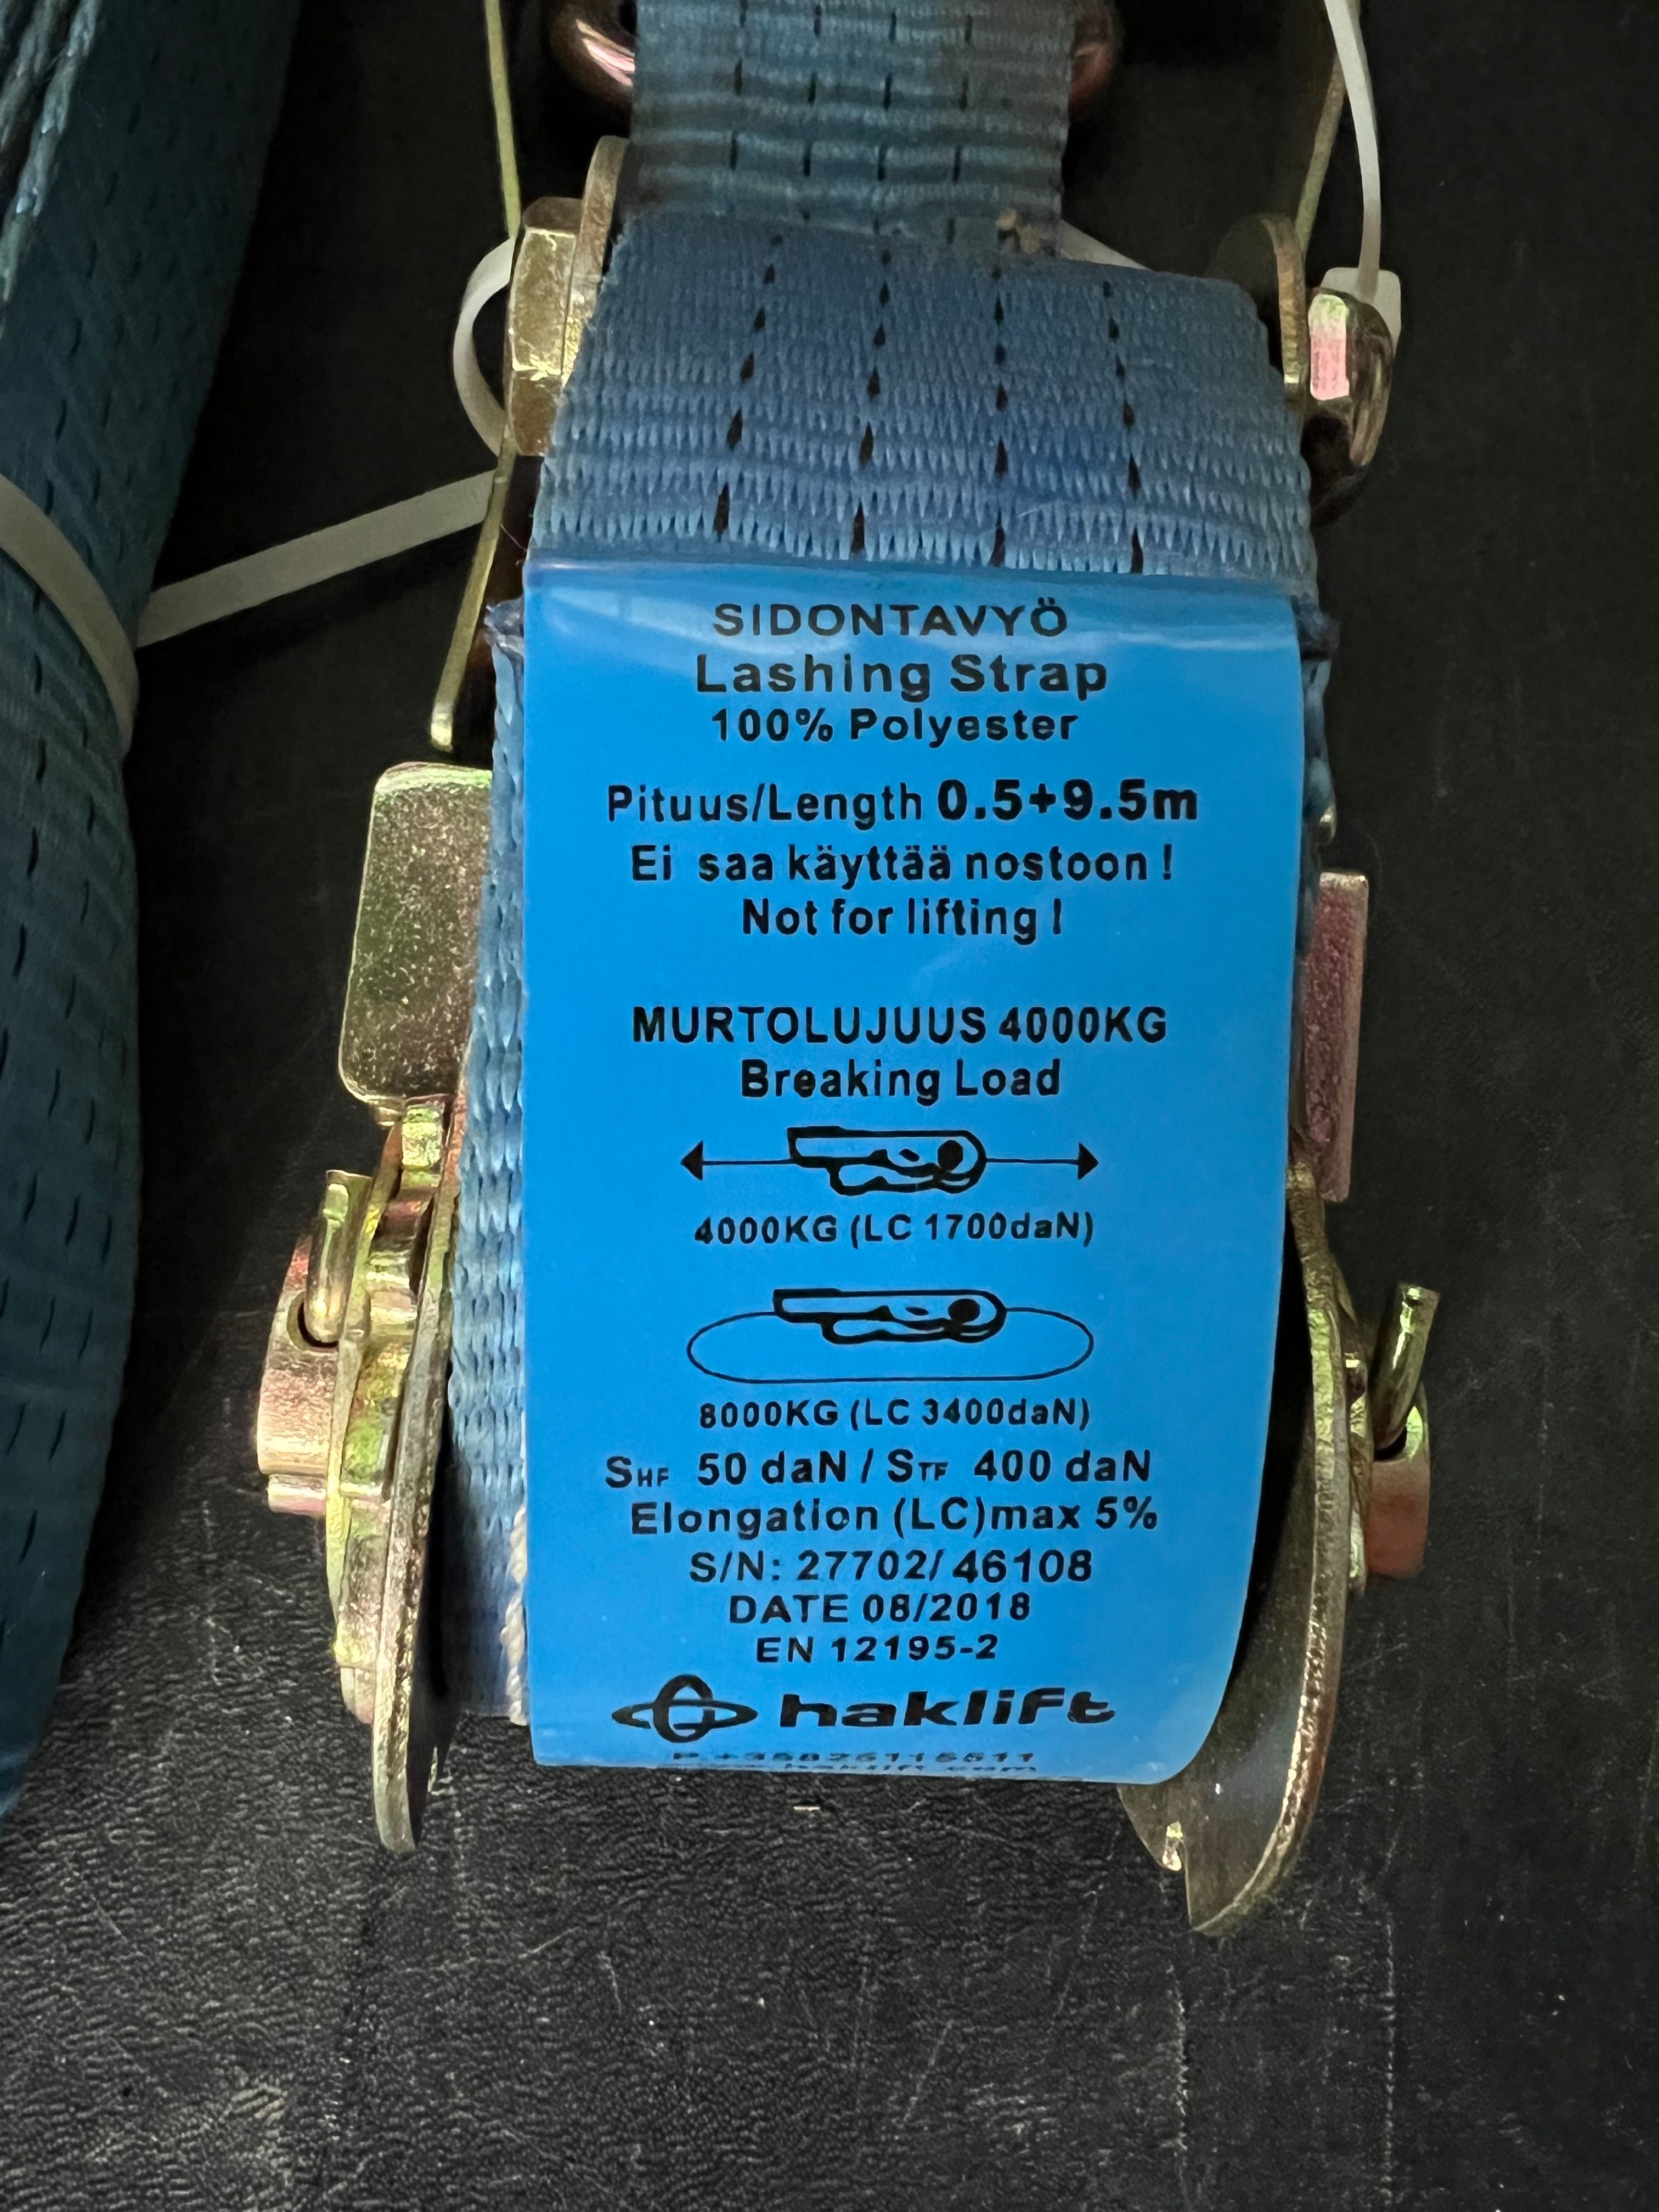 SIDONTAVYÖ
Lashing Strap
100% Polyester
Pituus/Length 0.5+9.5m
Ei saa käyttää nostoon!
Not for lifting!
MURTOLUJUUS 4000KG
Breaking Load
4000KG (LC 1700daN)
8000KG (LC 3400daN)
SHF 50 daN / STF 400 daN
Elongation (LC)max 5%
S/N: 27702/46108
DATE 08/2018
EN 12195-2
haklift